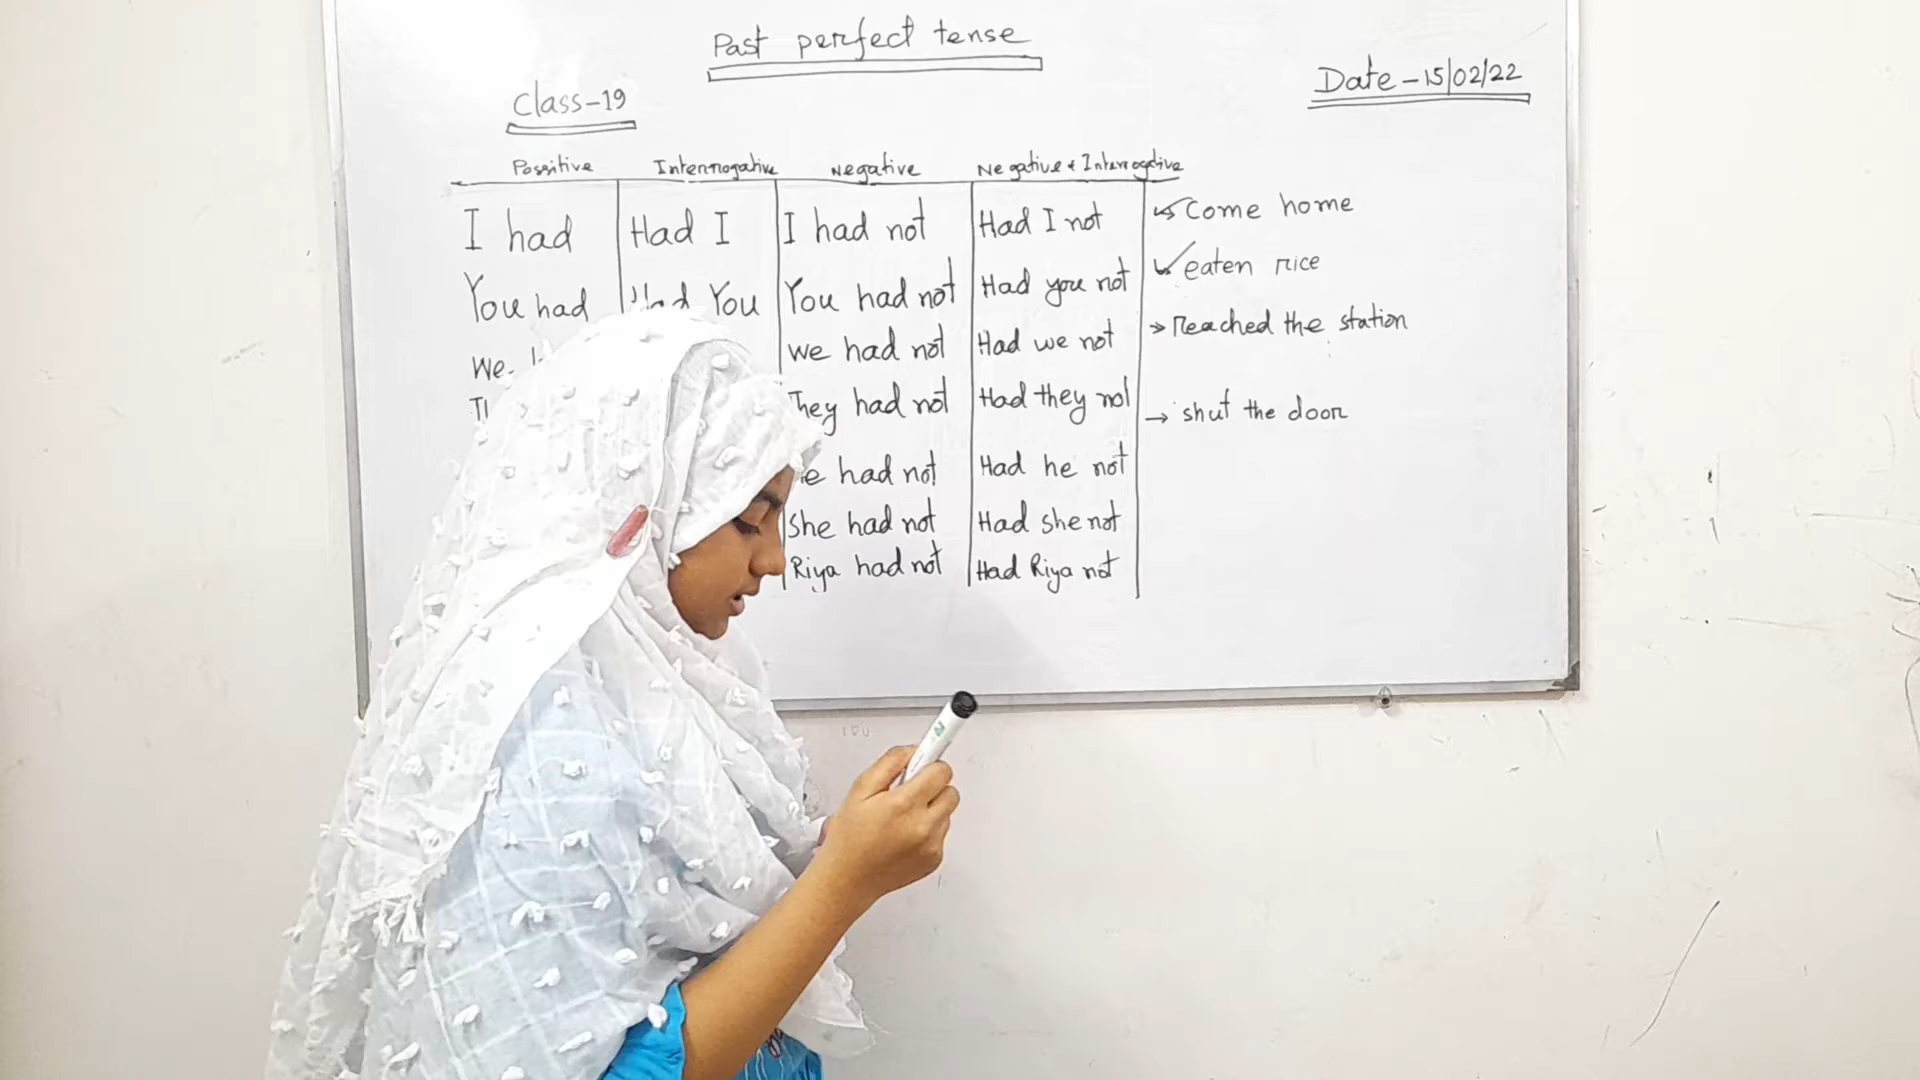 Past perfect tense
Class-19
Date-15/02/22
Possitive Interrogative Negative Negative + Interrogative
I had Had I I had not Had I not come home
You had Had You You had not Had you not eaten rice
We we had not Had we not Reached the station
They had not Had they not shut the door
had not Had he not
She had not Had she not
Riya had not Had Riya not